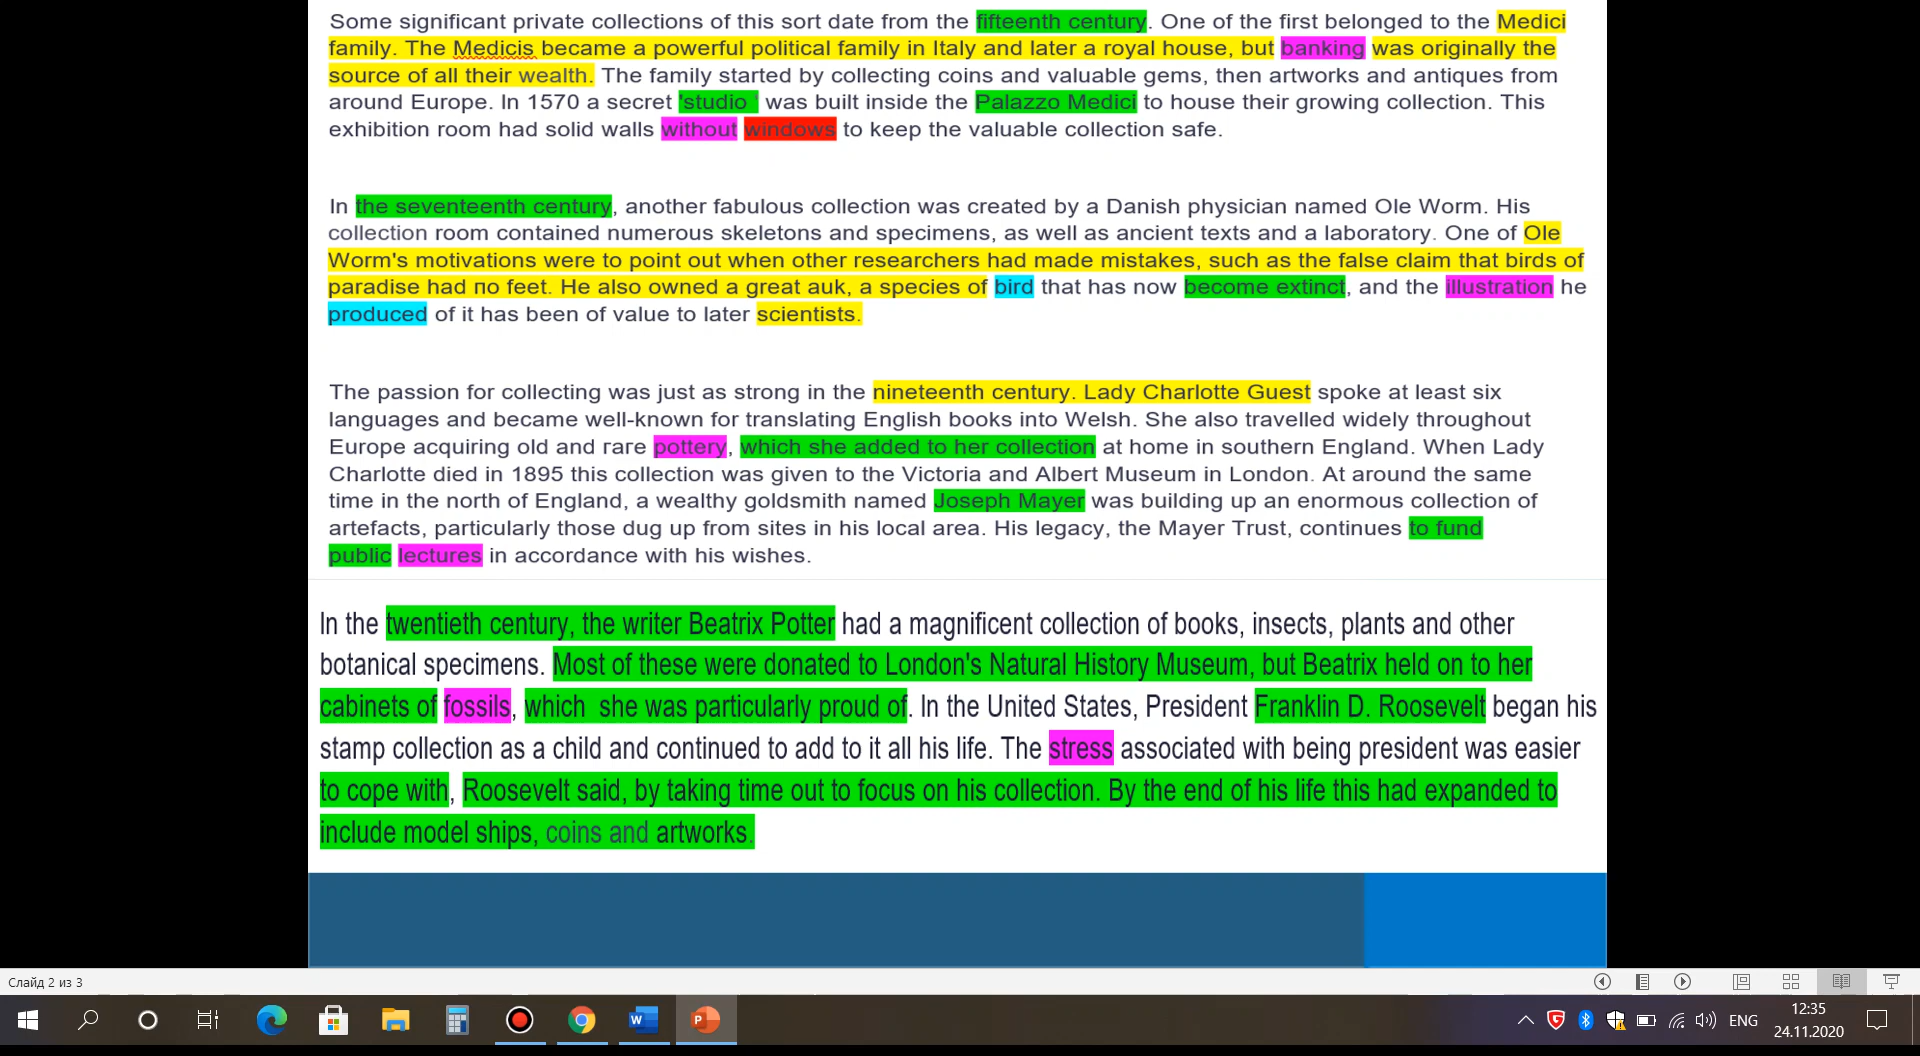 Some significant private collections of this sort date from the fifteenth century. One of the first belonged to the Medici
family. The Medicis became a powerful political family in Italy and later a royal house, but banking was originally the
source of all their wealth. The family started by collecting coins and valuable gems, then artworks and antiques from
around Europe. In 1570 a secret 'studio ' was built inside the Palazzo Medici to house their growing collection. This
exhibition room had solid walls without windows to keep the valuable collection safe.
In the seventeenth century, another fabulous collection was created by a Danish physician named Ole Worm. His
collection room contained numerous skeletons and specimens, as well as ancient texts and a laboratory. One of Ole
Worm's motivations were to point out when other researchers had made mistakes, such as the false claim that birds of
paradise had по feet. He also owned a great auk, a species of bird that has now become extinct, and the illustration he
produced of it has been of value to later scientists.
The passion for collecting was just as strong in the nineteenth century. Lady Charlotte Guest spoke at least six
languages and became well-known for translating English books into Welsh. She also travelled widely throughout
Europe acquiring old and гаге pottery, which she added to her collection at home in southern England. When Lady
Charlotte died in 1895 this collection was given to the Victoria and Albert Museum in London. At around the same
time in the north of England, a wealthy goldsmith named Joseph Mayer was building up an enormous collection of
artefacts, particularly those dug up from sites in his local area. His legacy, the Mayer Trust, continues to fund
public lectures in accordance with his wishes.
In the twentieth century, the writer Beatrix Potter had a magnificent collection of books, insects, plants and other
botanical specimens. Most of these were donated to London's Natural History Museum, but Beatrix held on to her
cabinets of fossils, which she was particularly proud of. In the United States, President Franklin D. Roosevelt began his
stamp collection as a child and continued to add to it all his life. The stress associated with being president was easier
to cope with, Roosevelt said, by taking time out to focus on his collection. By the end of his life this had expanded to
include model ships, coins and artworks.
Слайд 2 из 3
12:35
ENG
24.11.2020